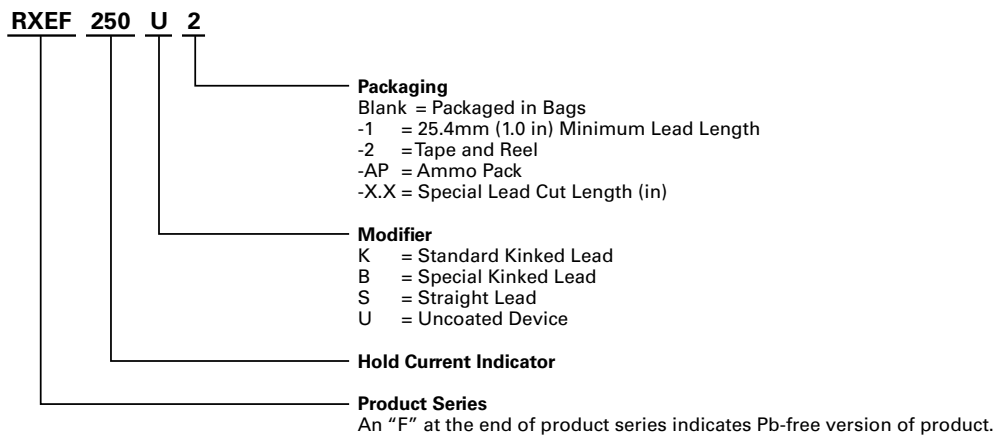 RXEF 250 U 2
Packaging
Blank = Packaged in Bags
-1 = 25.4mm (1.0 in) Minimum Lead Length
-2 =Tape and Reel
-AP = Ammo Pack
-X.X = Special Lead Cut Length (in)
Modifier
K = Standard Kinked Lead
B = Special Kinked Lead
S = Straight Lead
U = Uncoated Device
Hold Current Indicator
Product Series
An “F” at the end of product series indicates Pb-free version of product.